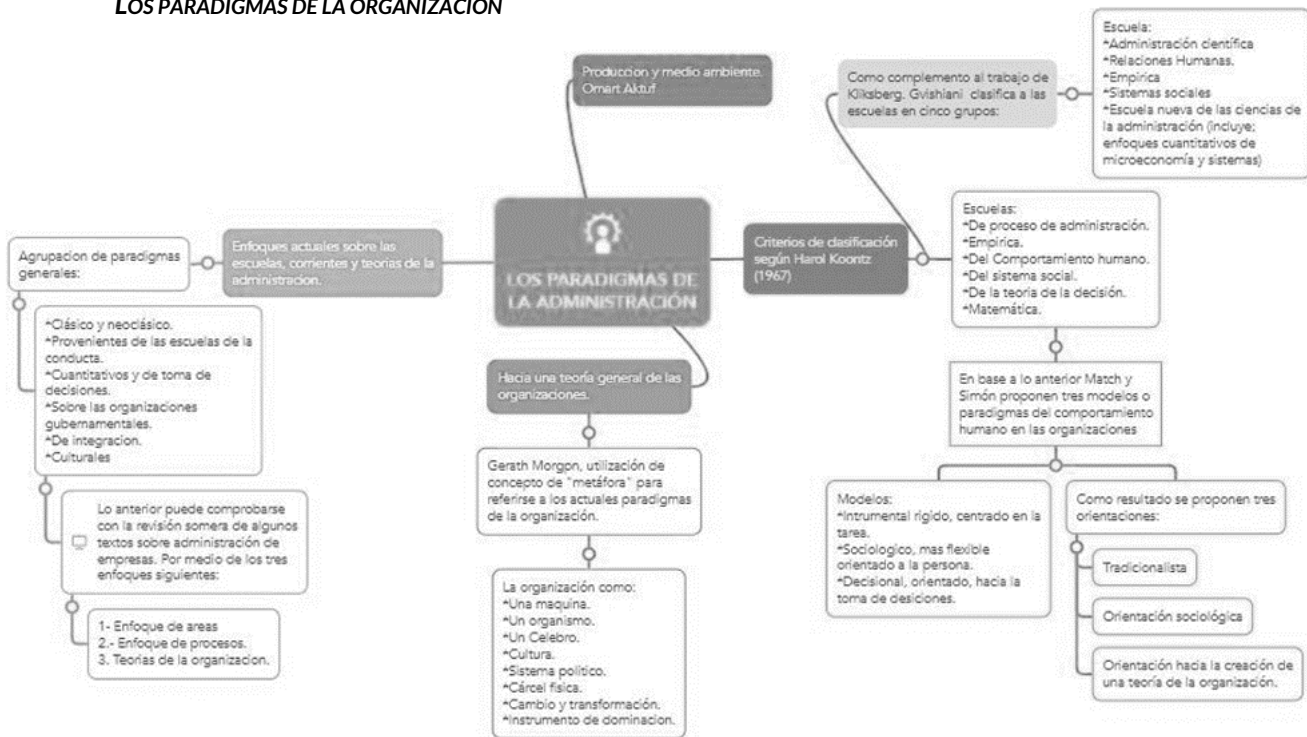 LOS PARADIGMAS DE LA ORGANIZACIÓN
Produccion y medio ambiente.
Omart Aktuf
Como complemento al trabajo de
Kliksberg. Gvishiani clasifica a las
escuelas en cinco grupos:
Escuela:
*Administración científica
*Relaciones Humanas.
*Empirica
*Sistemas sociales
*Escuela nueva de las ciencias de
la administración (incluye;
enfoques cuantitativos de
microeconomía y sistemas)
LOS PARADIGMAS DE
LA ADMINISTRACIÓN
Criterios de clasificación
según Harol Koontz
(1967)
Escuelas:
*De proceso de administración.
*Empirica.
*Del Comportamiento humano.
*Del sistema social.
*De la teoria de la decisión.
*Matemática.
En base a lo anterior Match y
Simón proponen tres modelos o
paradigmas del comportamiento
humano en las organizaciones
Modelos:
*Intrumental rigido, centrado en la
tarea.
*Sociologico, mas flexible
orientado a la persona.
*Decisional, orientado, hacia la
toma de desiciones.
Como resultado se proponen tres
orientaciones:
Tradicionalista
Orientación sociológica
Orientación hacia la creación de
una teoría de la organización.
Enfoques actuales sobre las
escuelas, corrientes y teorias de la
administracion.
Agrupacion de paradigmas
generales:
*Clásico y neoclásico.
*Provenientes de las escuelas de la
conducta.
*Cuantitativos y de toma de
decisiones.
*Sobre las organizaciones
gubernamentales.
*De integracion.
*Culturales
Lo anterior puede comprobarse
con la revisión somera de algunos
textos sobre administración de
empresas. Por medio de los tres
enfoques siguientes:
1- Enfoque de areas
2.- Enfoque de procesos.
3. Teorias de la organizacion.
Hacia una teoría general de las
organizaciones.
Gerath Morgpn, utilización de
concepto de "metáfora" para
referirse a los actuales paradigmas
de la organización.
La organización como:
*Una maquina.
*Un organismo.
*Un Celebro.
*Cultura.
*Sistema politico.
*Cárcel fisica.
*Cambio y transformación.
*Instrumento de dominacion.